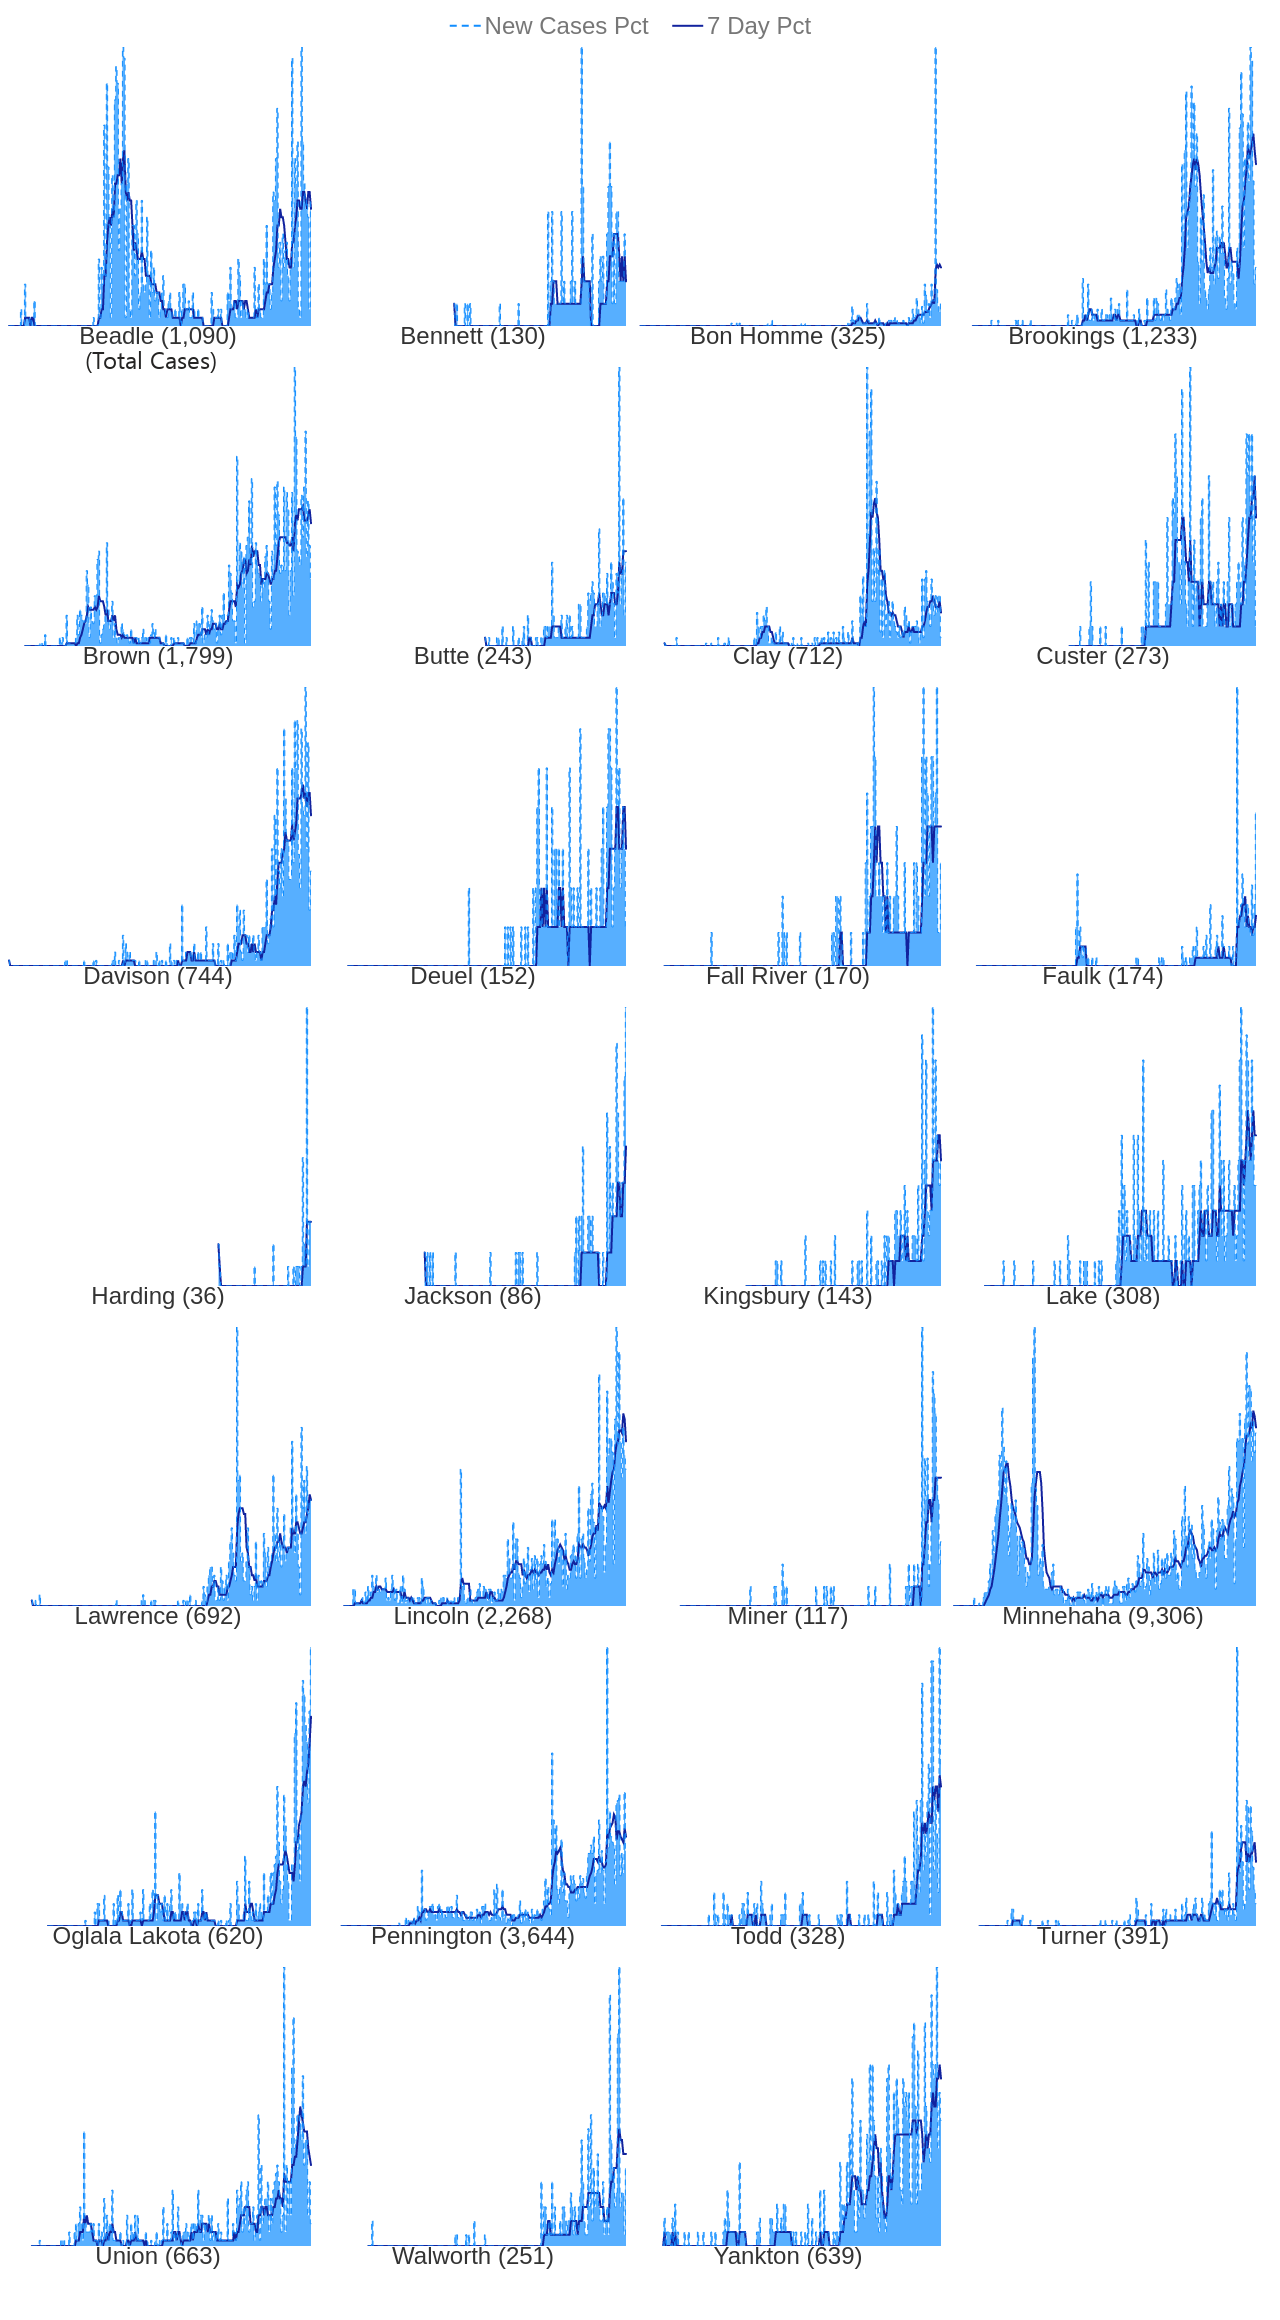 New Cases Pct 7 Day Pct
Beadle (1,090) Bennett (130) Bon Homme (325) Brookings (1,233)
(Total Cases)
Brown (1,799) Butte (243) Clay (712) Custer (273)
Davison (744) Deuel (152) Fall River (170) Faulk (174)
Harding (36) Jackson (86) Kingsbury (143) Lake (308)
Lawrence (692) Lincoln (2,268) Miner (117) Minnehaha (9,306)
Oglala Lakota (620) Pennington (3,644) Todd (328) Turner (391)
Union (663) Walworth (251) Yankton (639)